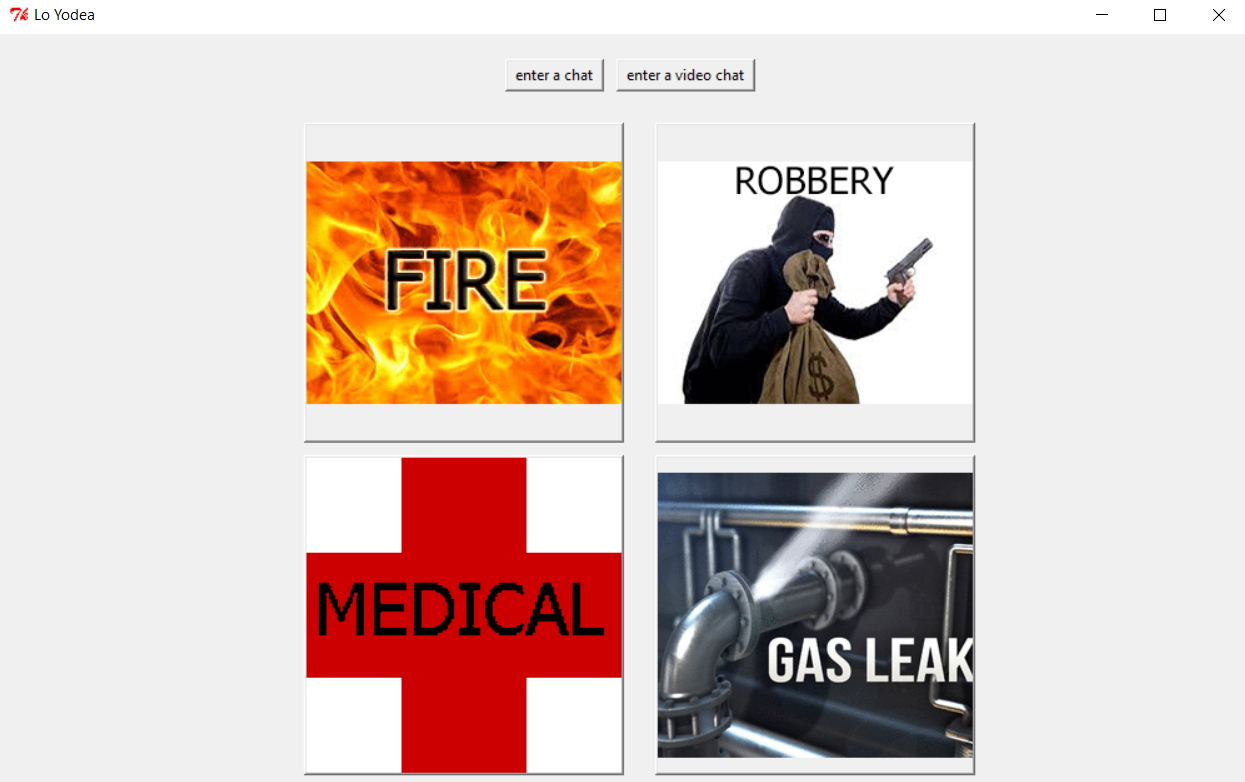 Lo Yodea
enter a chat
enter a video chat
FIRE
ROBBERY
$
MEDICAL
GAS LEAK